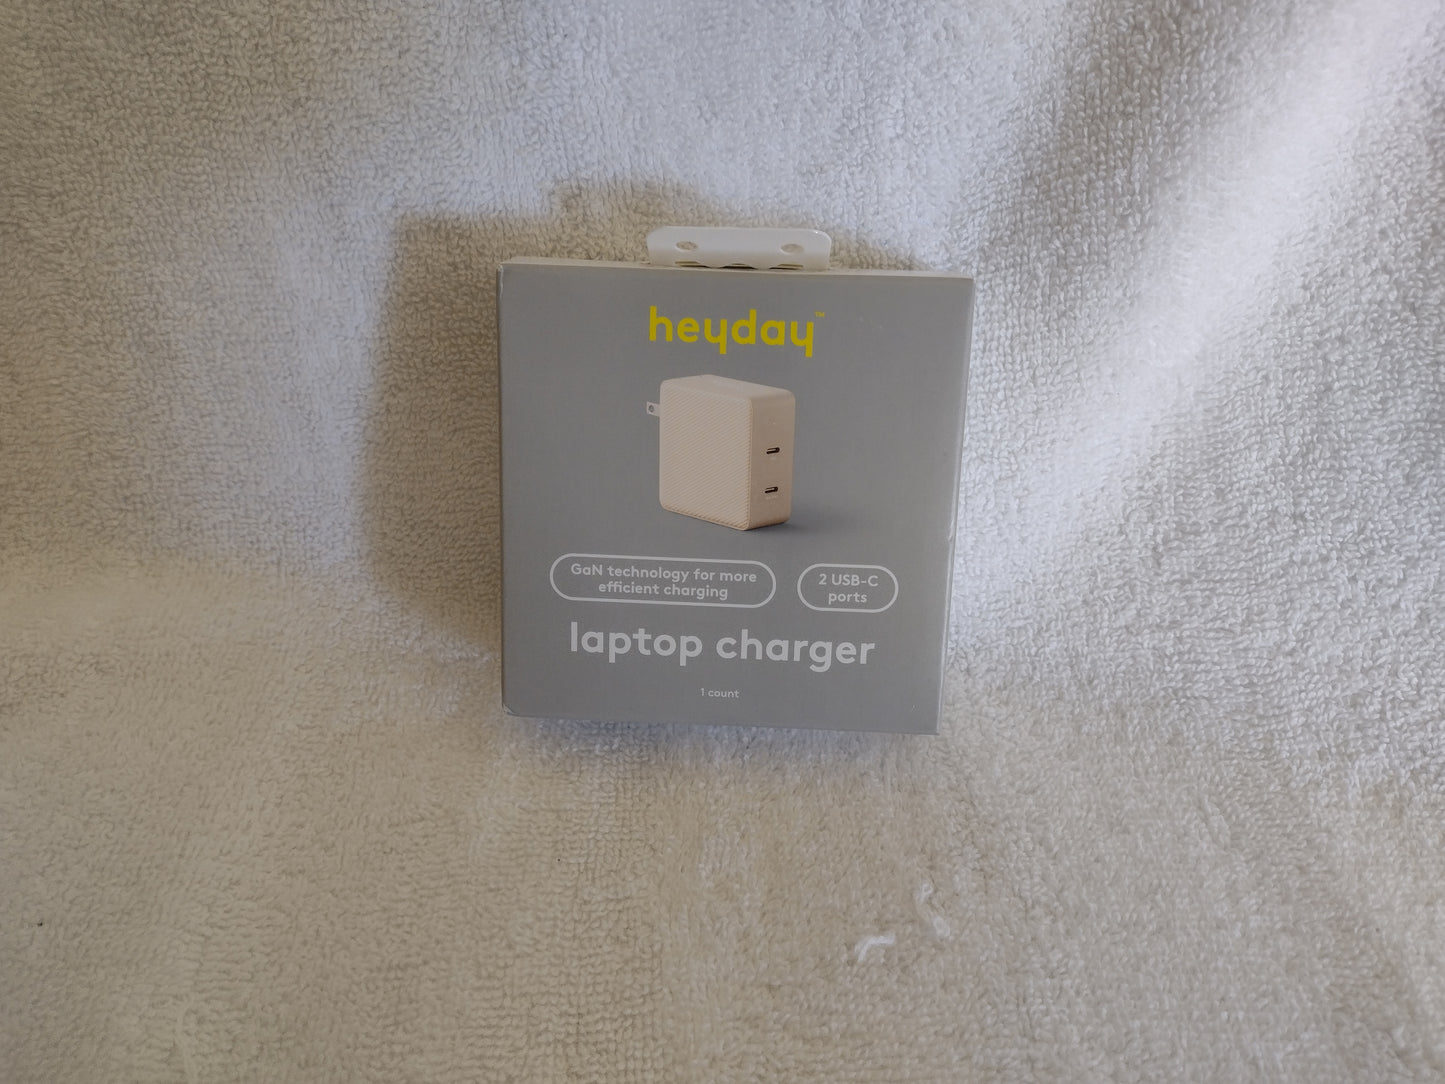 heyday™
GaN technology for more
efficient charging
2 USB-C
ports
laptop charger
1 count